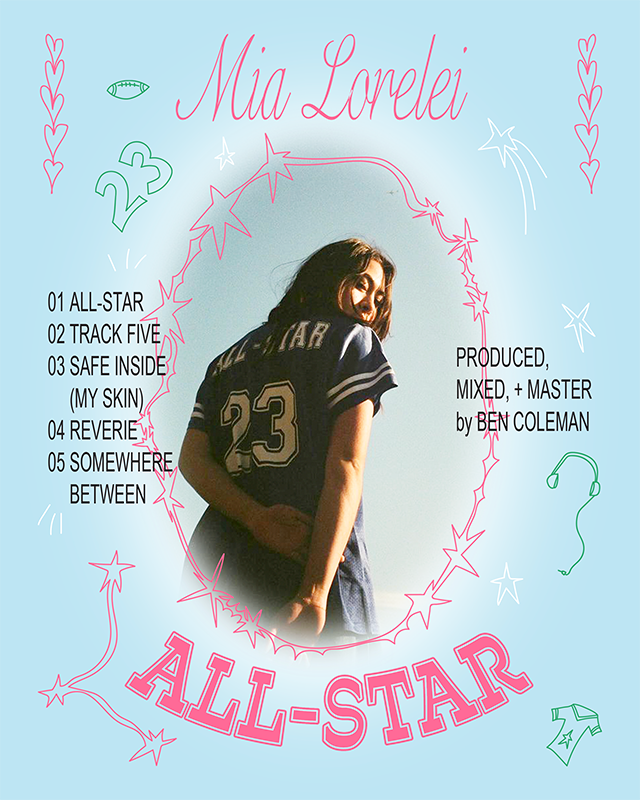 Mia Lorelei
23
01 ALL-STAR
02 TRACK FIVE
03 SAFE INSIDE
(MY SKIN)
04 REVERIE
05 SOMEWHERE
BETWEEN
ALL-STAR
23
PRODUCED,
MIXED, + MASTER
by BEN COLEMAN
ALL-STAR